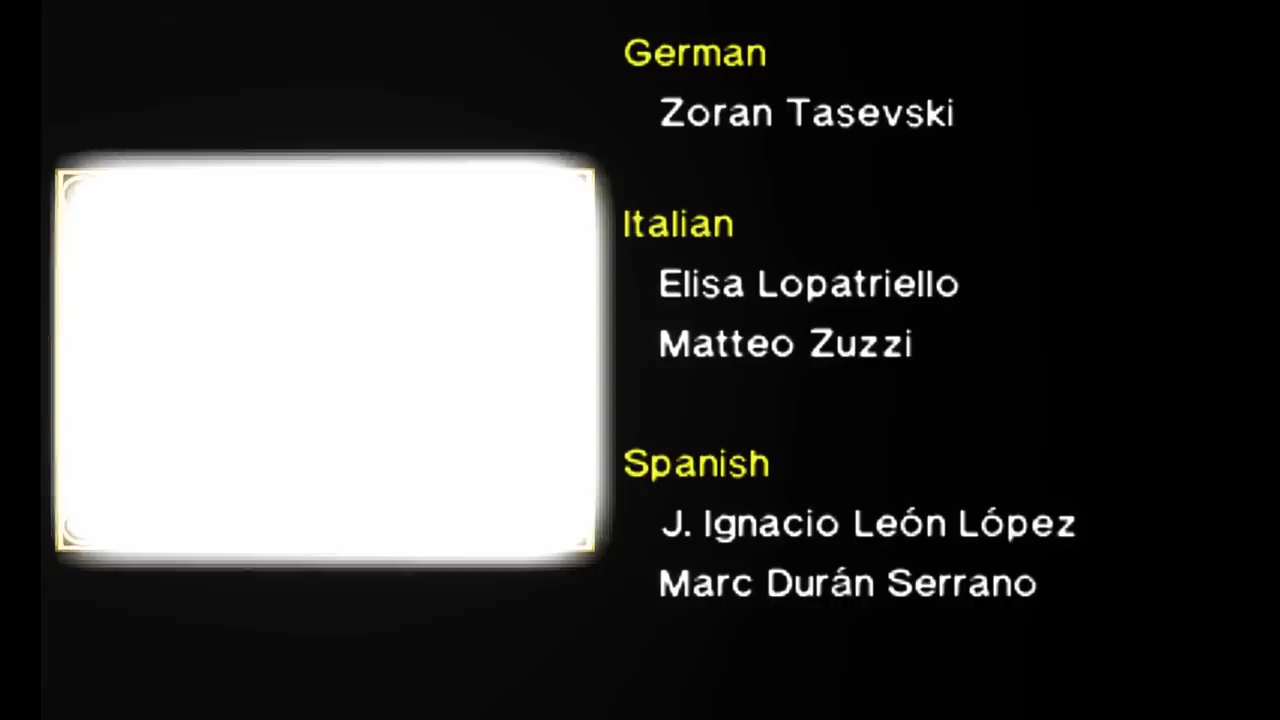 German
Zoran Tasevski
Italian
Elisa Lopatriello
Matteo Zuzzi
Spanish
J. Ignacio León López
Marc Durán Serrano